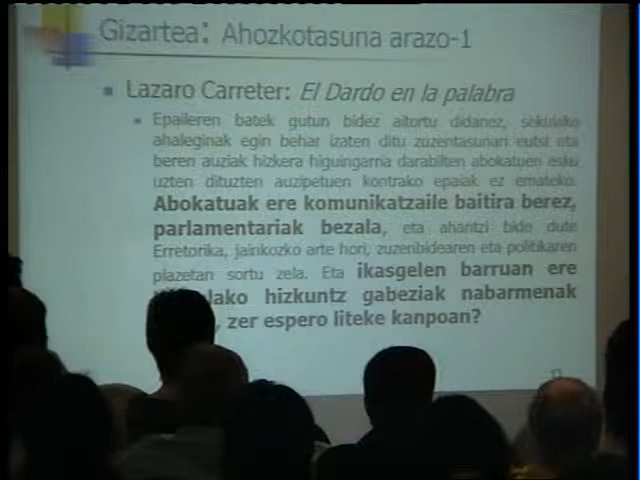 Gizartea: Ahozkotasuna arazo-1
Lazaro Carreter: El Dardo en la palabra
Epaileren batek gutun bidez aitortu didanez, sekulako
ahaleginak egin behar izaten ditu zuzentasunari eutsi eta
beren auziak hizkera higuingarria darabilten abokatuen esku
uzten dituzten auzipetuen kontrako epaiak ez emateko.
Abokatuak ere komunikatzaile baitira berez,
parlamentariak bezala, eta ahantzi bide dute
Erretorika, jainkozko arte hori, zuzenbidearen eta politikaren
plazetan sortu zela. Eta ikasgelen barruan ere
hizkuntz gabeziak nabarmenak
, zer espero liteke kanpoan?